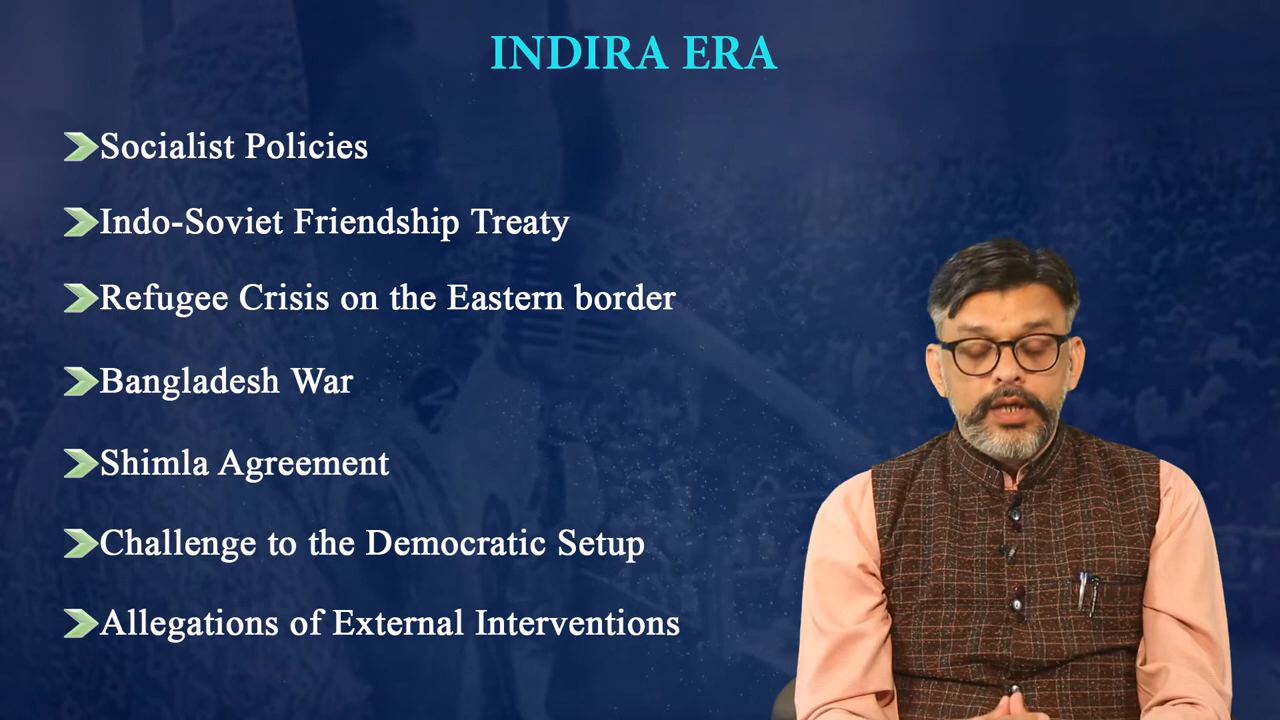 INDIRA ERA
Socialist Policies
Indo-Soviet Friendship Treaty
Refugee Crisis on the Eastern border
Bangladesh War
Shimla Agreement
Challenge to the Democratic Setup
Allegations of External Interventions